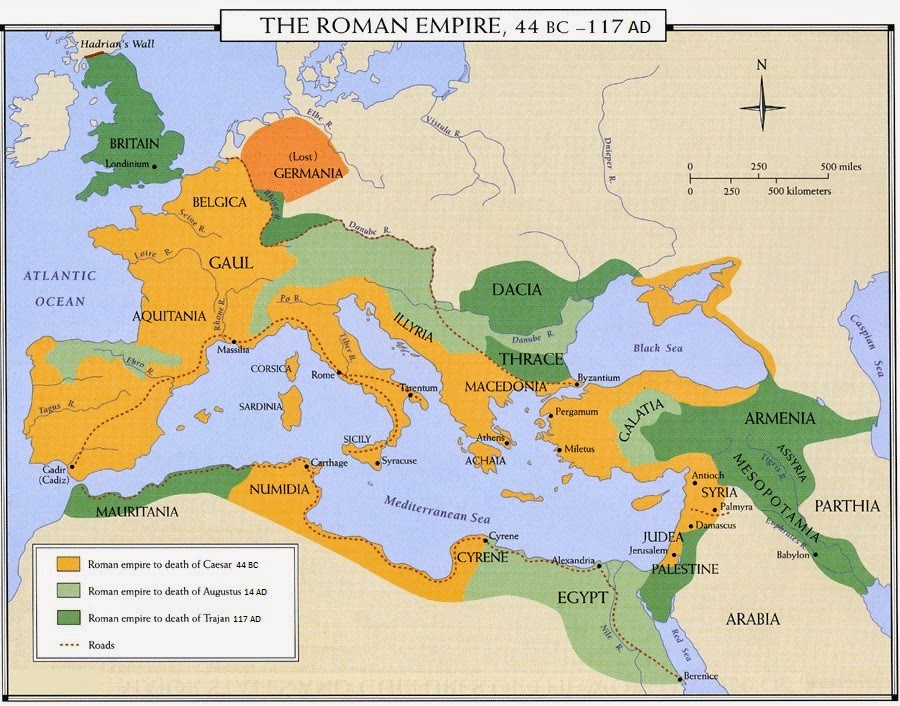 THE ROMAN EMPIRE, 44 BC –117 AD
Hadrian's Wall
N
BRITAIN
Londinium
Elbe R.
Vistula R.
Dnieper R.
(Lost)
GERMANIA
0 250 500 miles
0 250 500 kilometers
BELGICA
Rhine R.
Seine R.
Danube R.
Loire R.
GAUL
ATLANTIC
OCEAN
DACIA
AQUITANIA
Rhone R.
Po R.
ILLYRIA
Danube R.
Caspian Sea
Massilia
Tiber R.
Black Sea
Ebro R.
THRACE
CORSICA
Rome
MACEDONIA
Byzantium
Tarentum
Tagus R.
SARDINIA
Pergamum
GALATIA
ARMENIA
SICILY
Athens
Miletus
ACHAIA
ASSYRIA
Gadir
(Cadiz)
Carthage
Syracuse
Tigris R.
MESOPOTAMIA
Antioch
NUMIDIA
SYRIA
Palmyra
PARTHIA
MAURITANIA
Mediterranean Sea
Damascus
Euphrates R.
JUDEA
Jerusalem
Babylon
Cyrene
CYRENE
Alexandria
PALESTINE
EGYPT
ARABIA
Nile R.
Red Sea
Berenice
Roman empire to death of Caesar 44 BC
Roman empire to death of Augustus 14 AD
Roman empire to death of Trajan 117 AD
Roads